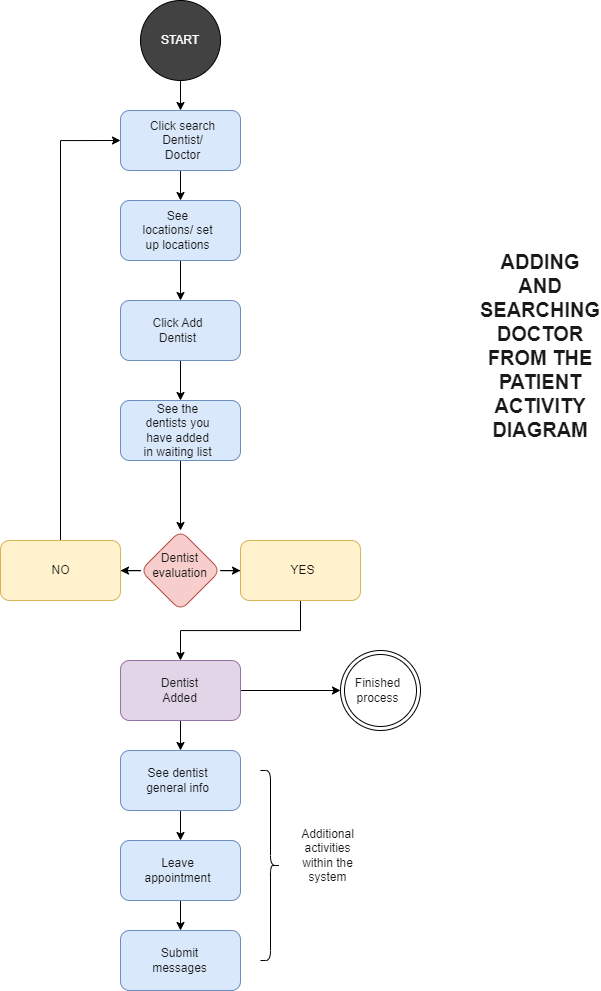 START
Click search
Dentist/
Doctor
See
locations/ set
up locations
ADDING
AND
SEARCHING
DOCTOR
FROM THE
PATIENT
ACTIVITY
DIAGRAM
Click Add
Dentist
See the
dentists you
have added
in waiting list
NO
Dentist
evaluation
YES
Dentist
Added
Finished
process
See dentist
general info
Additional
activities
within the
system
Leave
appointment
Submit
messages